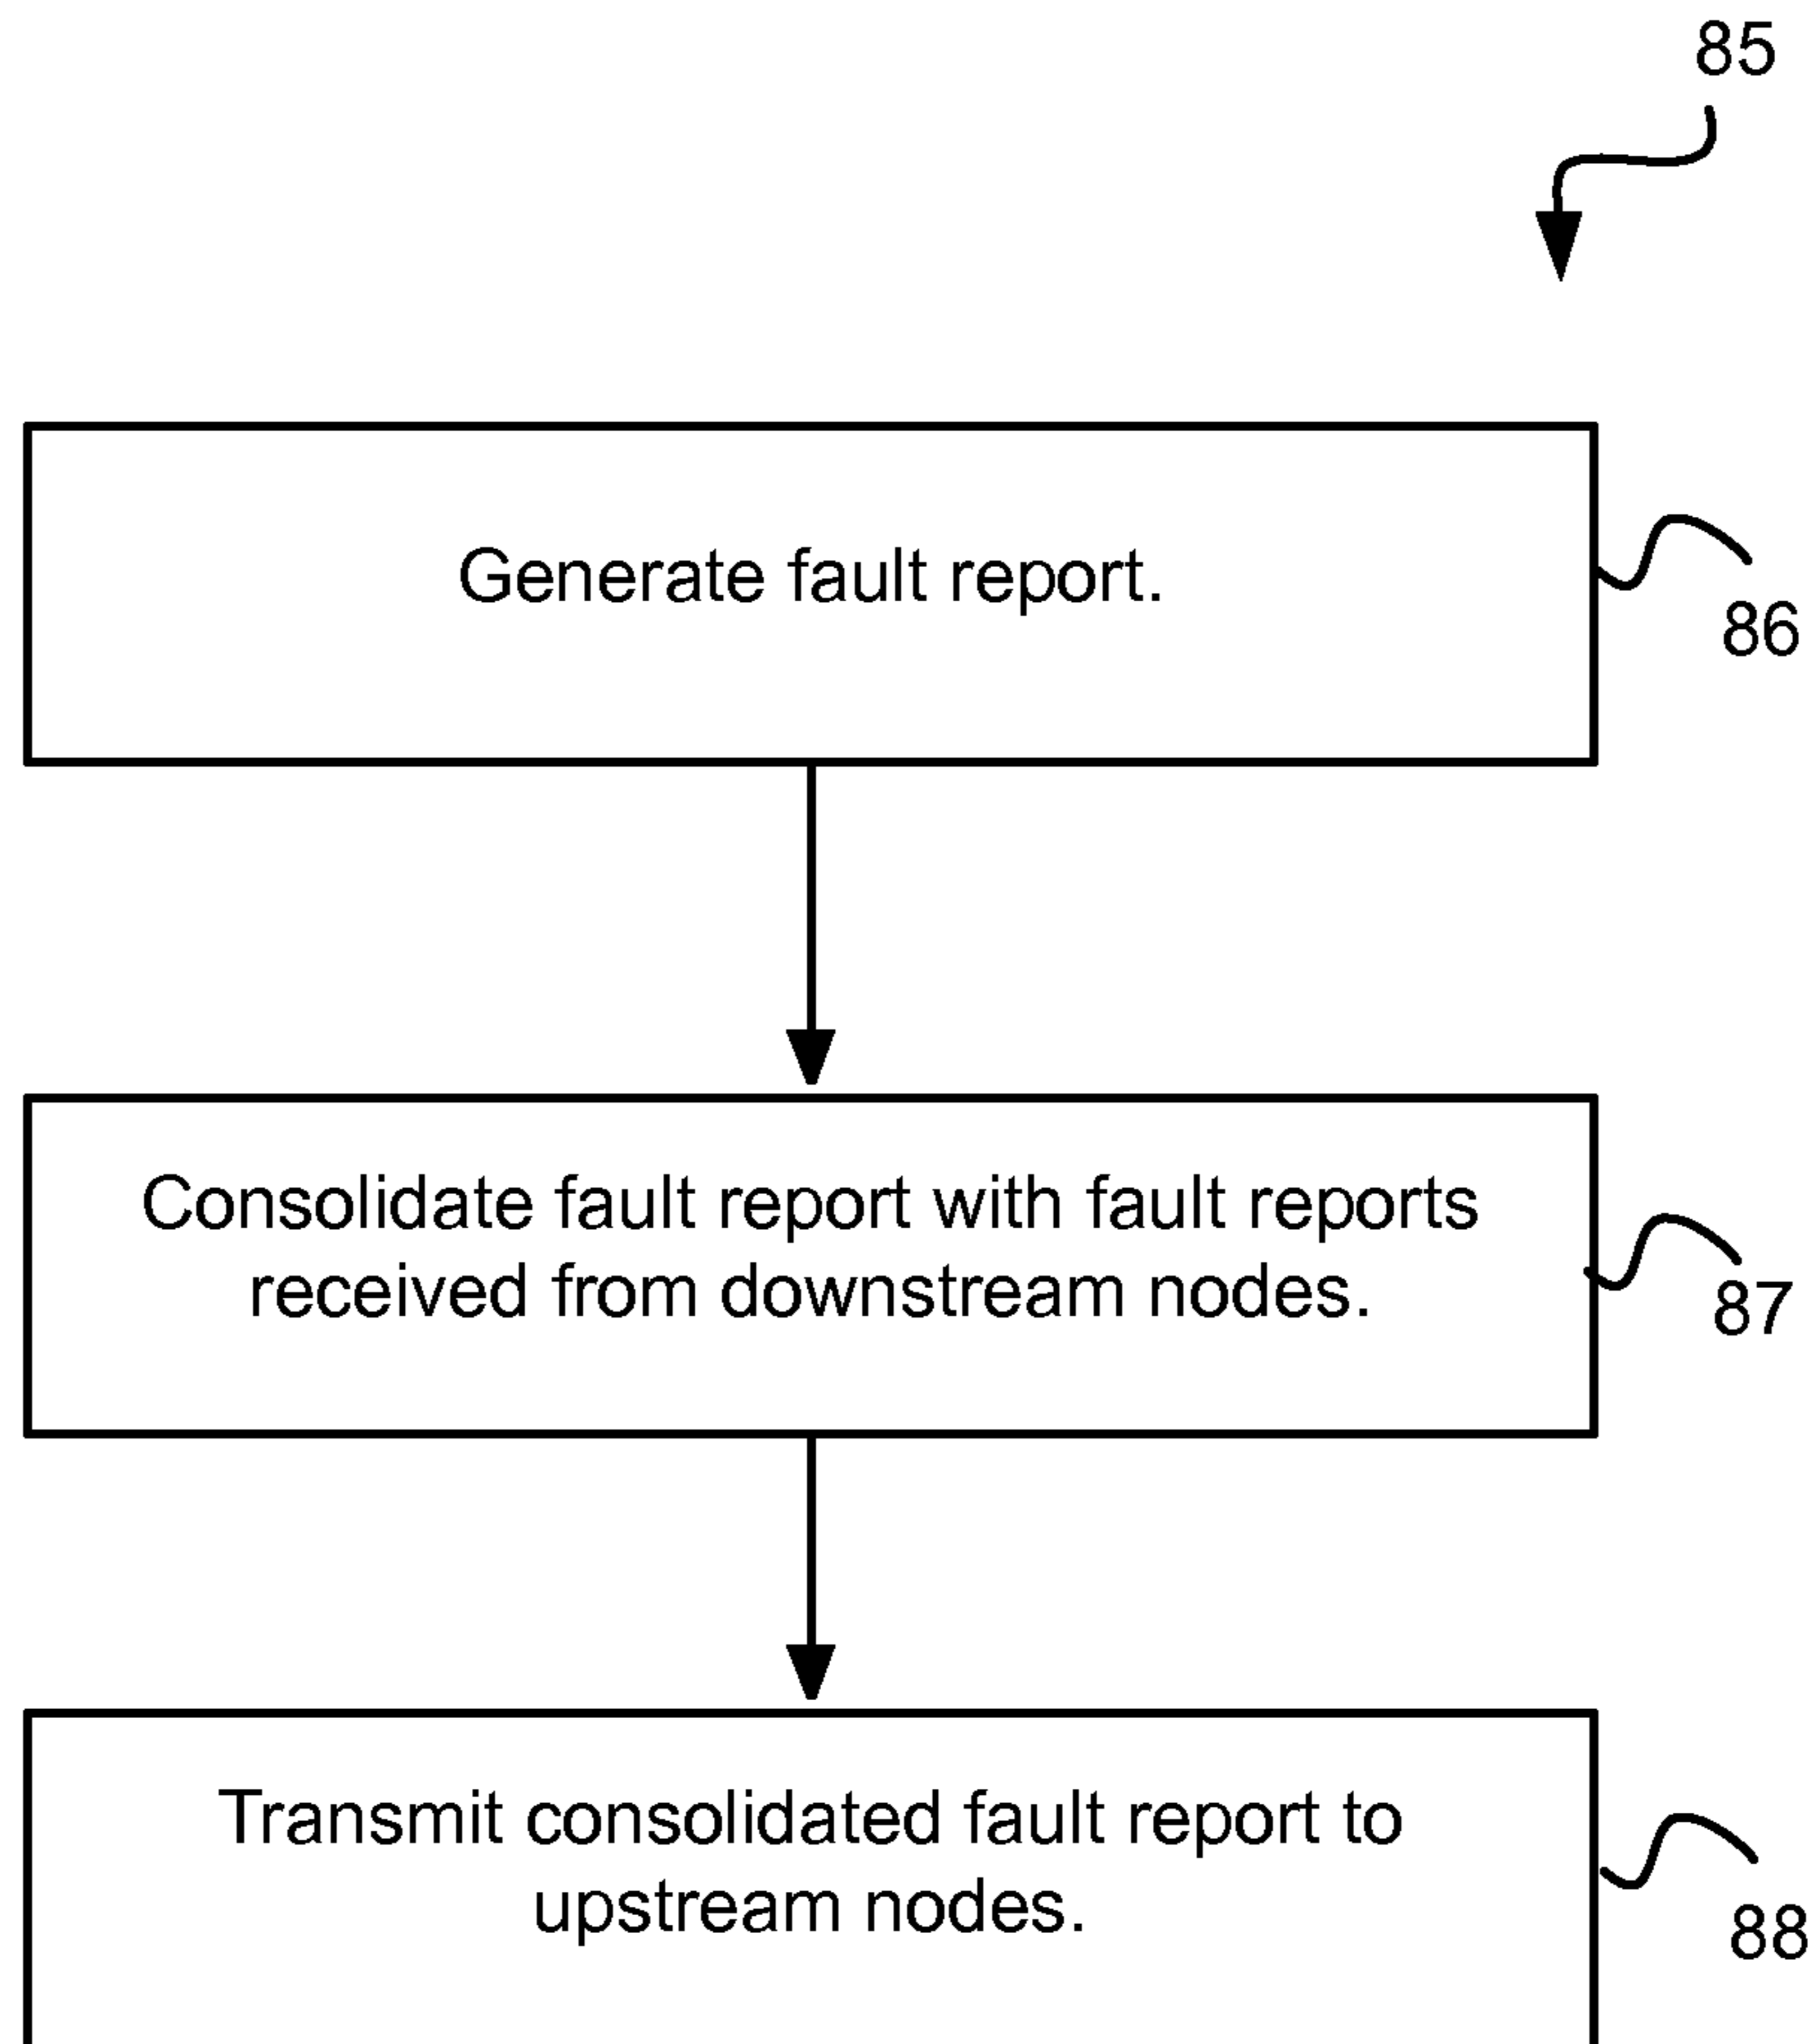 85
Generate fault report.
86
Consolidate fault report with fault reports
received from downstream nodes.
87
Transmit consolidated fault report to
upstream nodes.
88